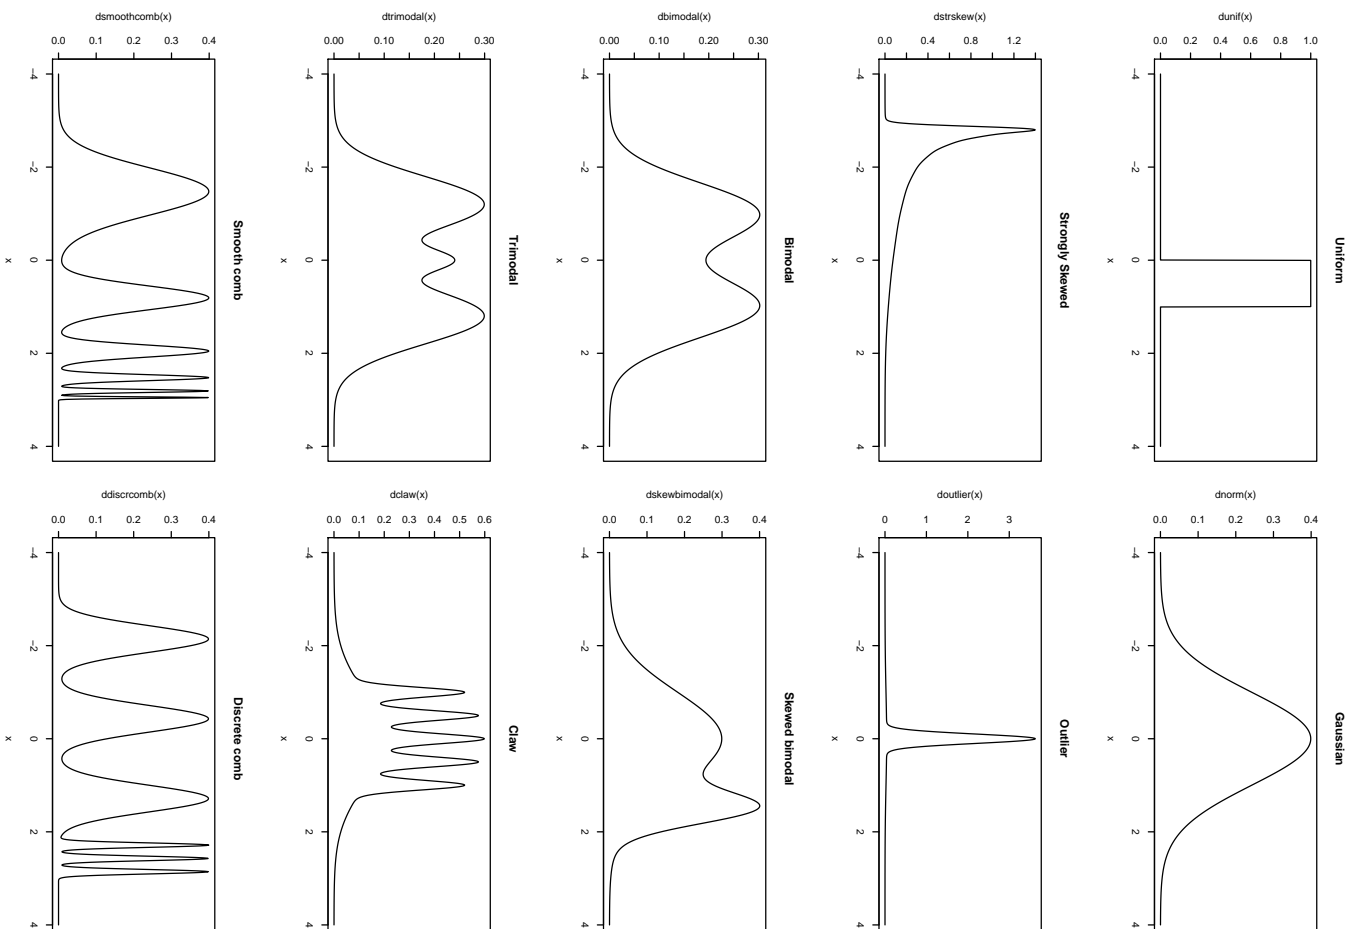 Uniform
dunif(x)
0.0 0.2 0.4 0.6 0.8 1.0
−4 −2 0 2 4
x
Gaussian
dnorm(x)
0.0 0.1 0.2 0.3 0.4
−4 −2 0 2 4
x
Strongly Skewed
dstrskew(x)
0.0 0.4 0.8 1.2
−4 −2 0 2 4
x
Outlier
doutlier(x)
0 1 2 3
−4 −2 0 2 4
x
Bimodal
dbimodal(x)
0.00 0.10 0.20 0.30
−4 −2 0 2 4
x
Skewed bimodal
dskewbimodal(x)
0.0 0.1 0.2 0.3 0.4
−4 −2 0 2 4
x
Trimodal
dtrimodal(x)
0.00 0.10 0.20 0.30
−4 −2 0 2 4
x
Claw
dclaw(x)
0.0 0.1 0.2 0.3 0.4 0.5 0.6
−4 −2 0 2 4
x
Smooth comb
dsmoothcomb(x)
0.0 0.1 0.2 0.3 0.4
−4 −2 0 2 4
x
Discrete comb
ddiscrcomb(x)
0.0 0.1 0.2 0.3 0.4
−4 −2 0 2 4
x